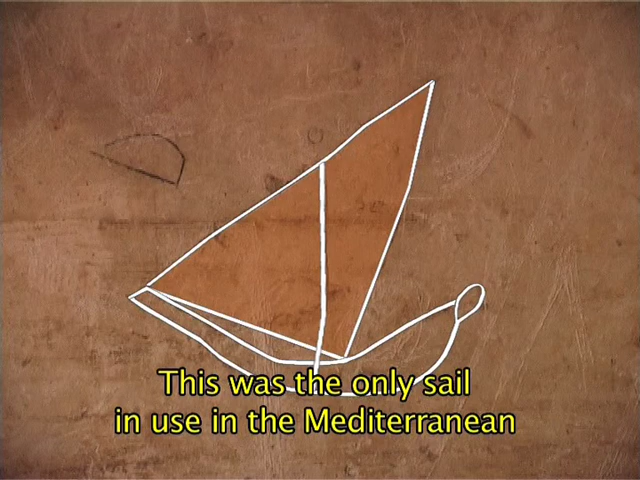 This was the only sail
in use in the Mediterranean